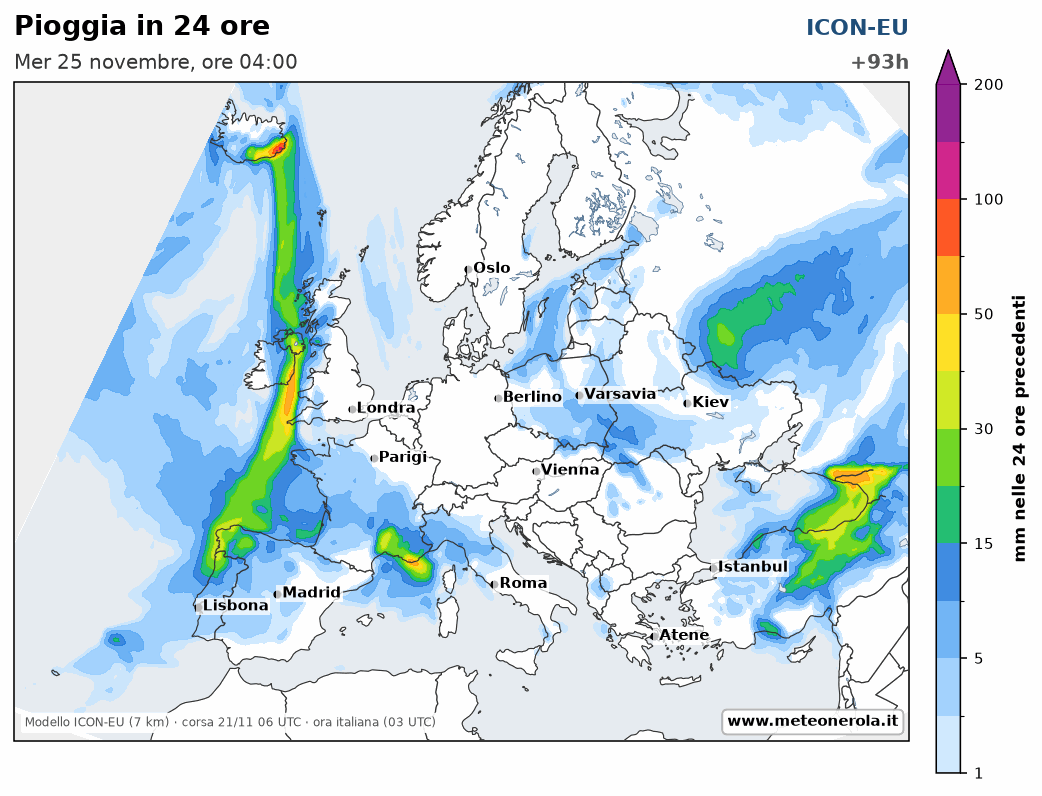 Pioggia in 24 ore
ICON-EU
Mer 25 novembre, ore 04:00
+93h
200
100
50
30
15
5
1
mm nelle 24 ore precedenti
Oslo
Londra
Berlino
Varsavia
Kiev
Parigi
Vienna
Istanbul
Roma
Madrid
Lisbona
Atene
Modello ICON-EU (7 km) · corsa 21/11 06 UTC · ora italiana (03 UTC)
www.meteonerola.it